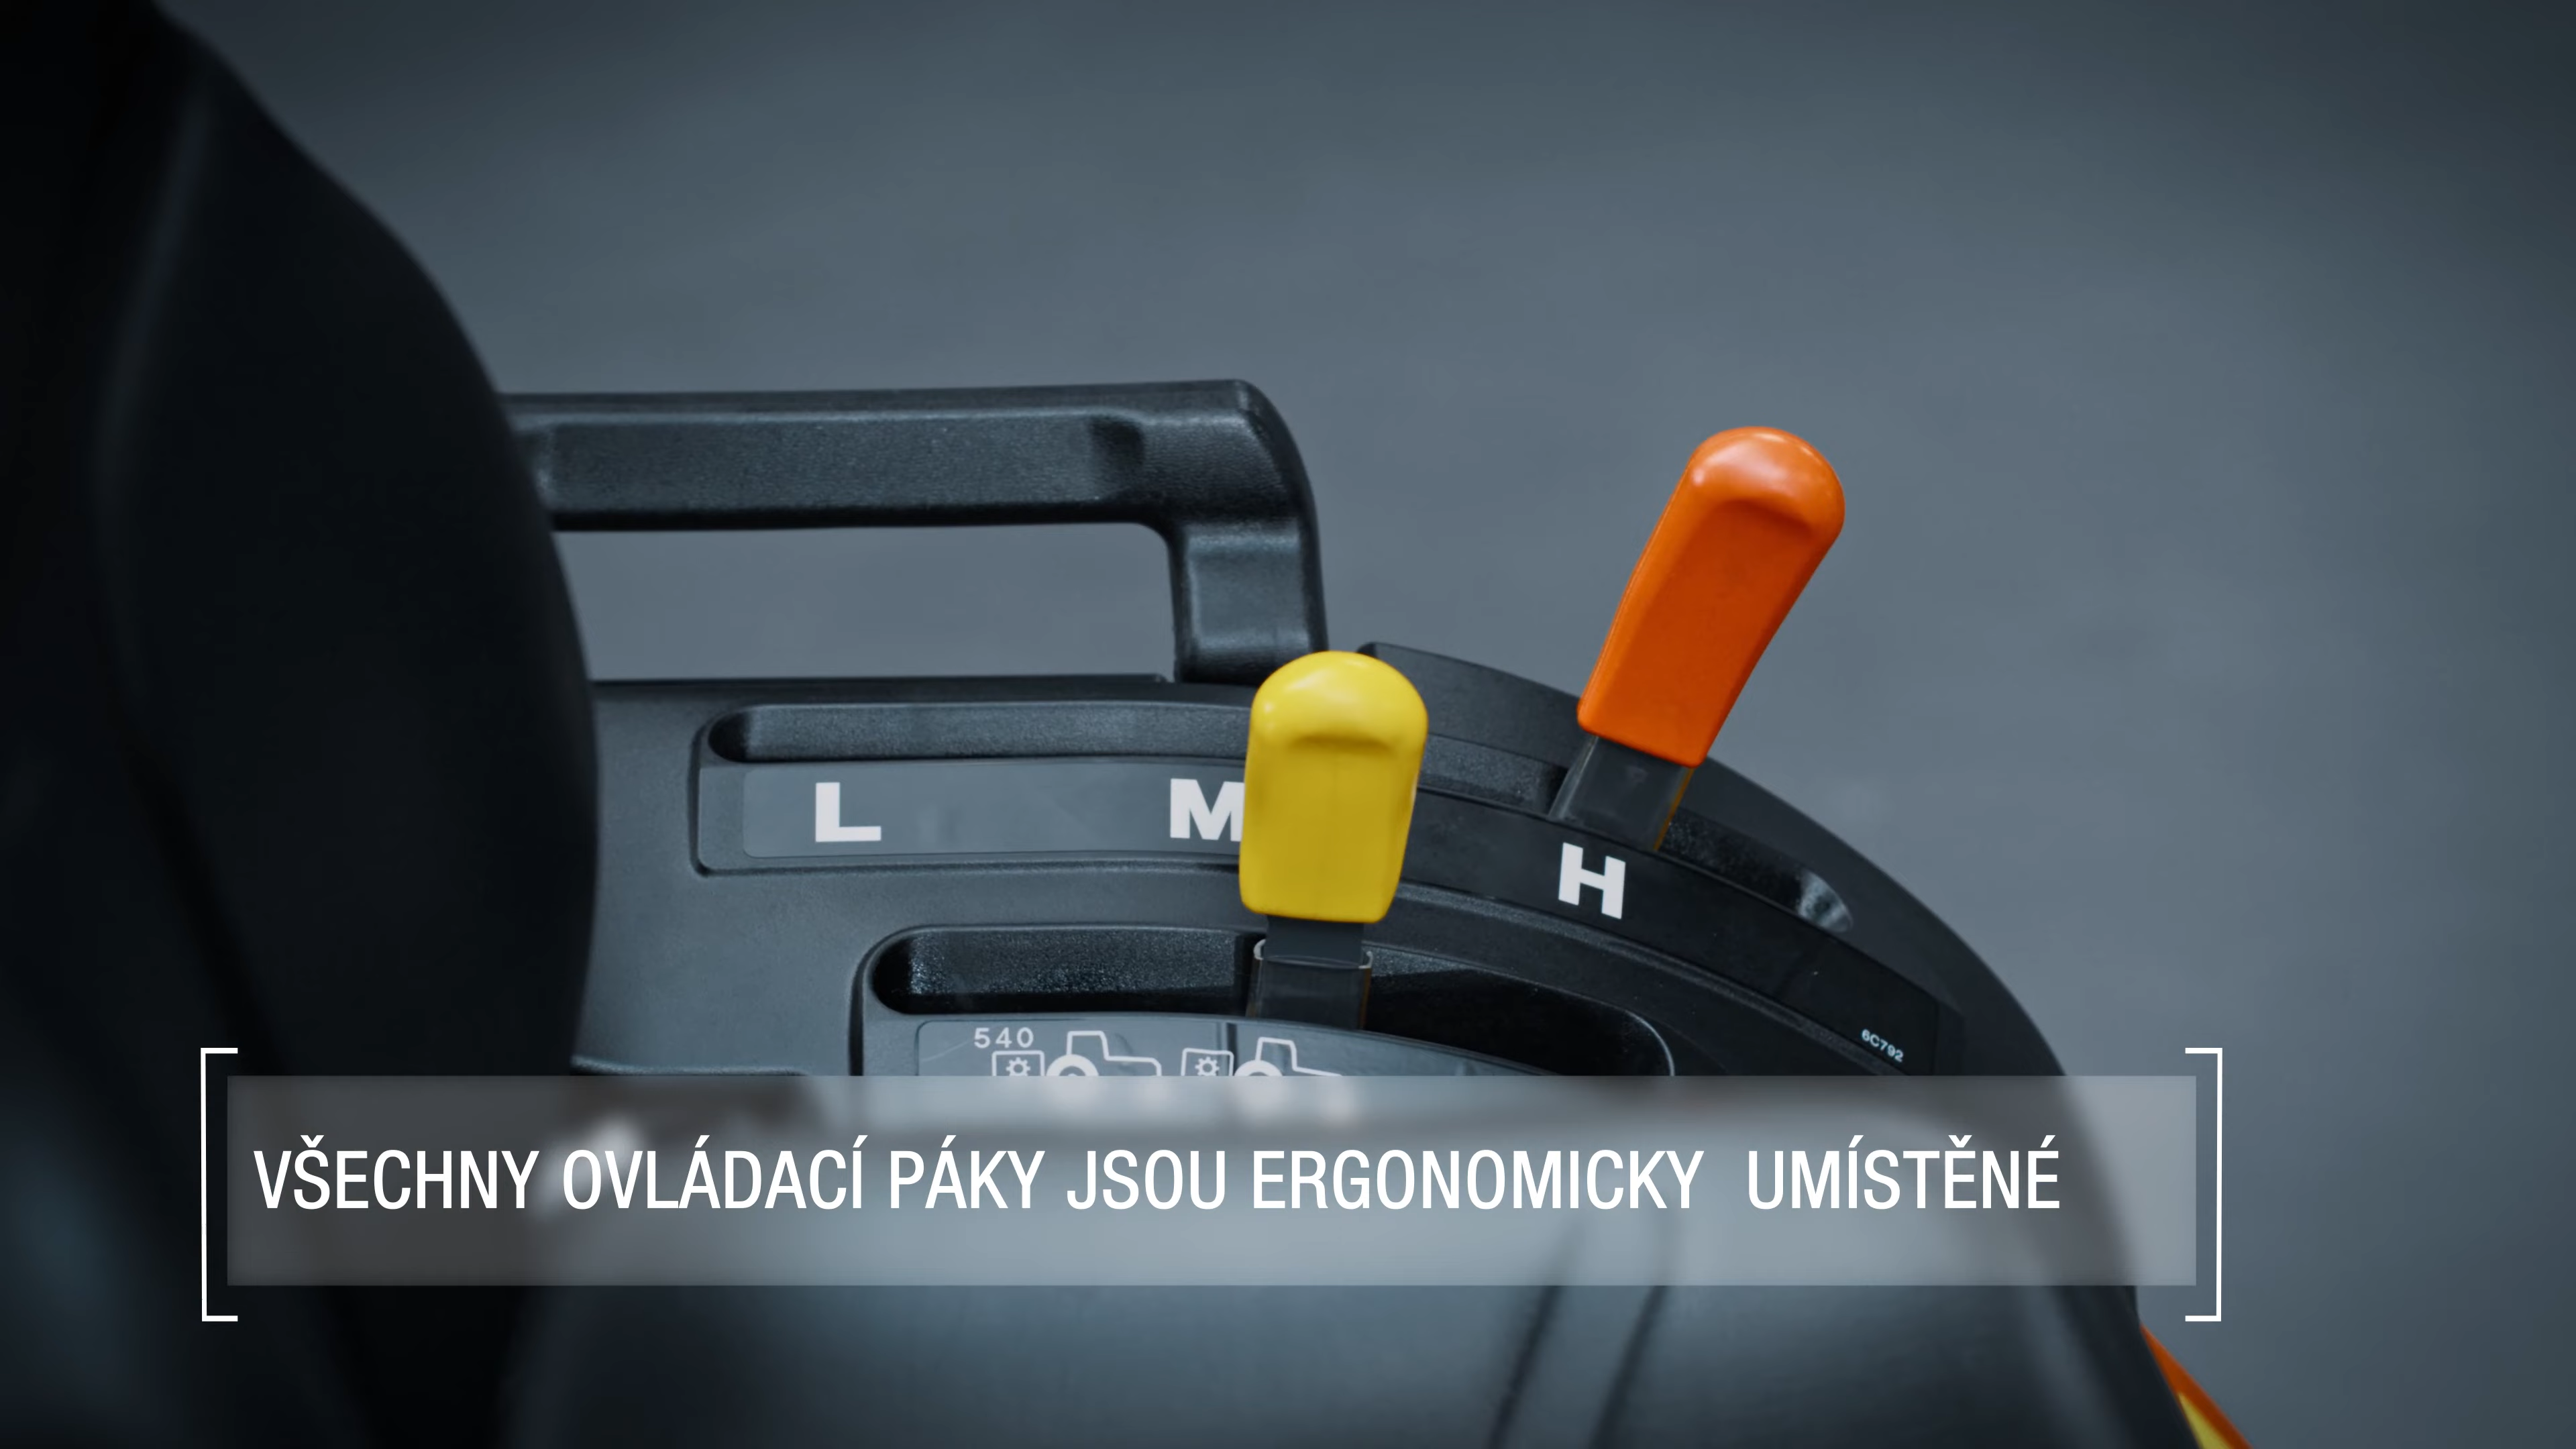 L M H
6C792
540
VŠECHNY OVLÁDACÍ PÁKY JSOU ERGONOMICKY  UMÍSTĚNÉ